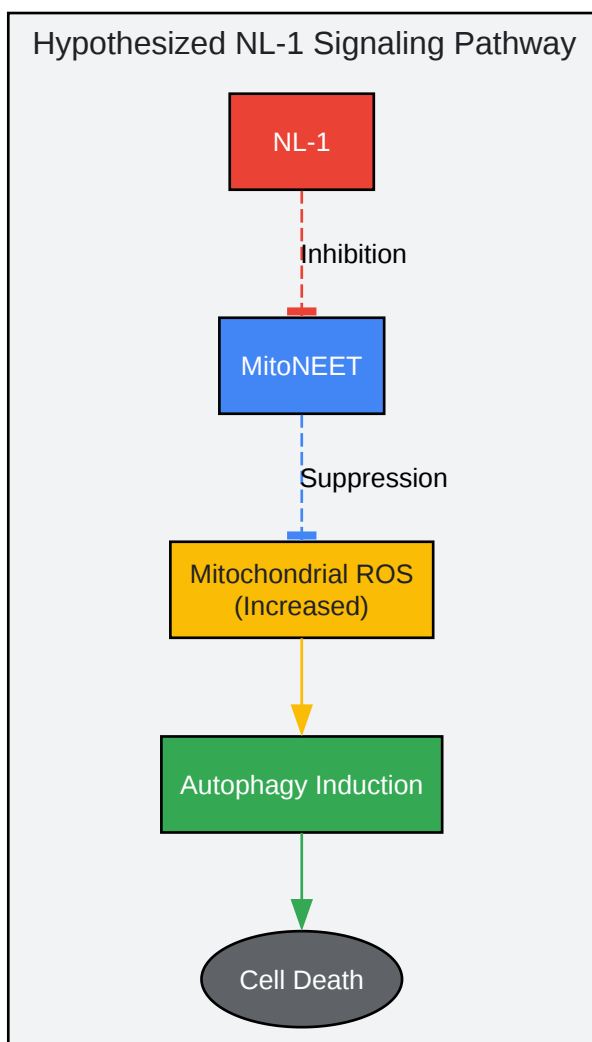 Hypothesized NL-1 Signaling Pathway
NL-1
Inhibition
MitoNEET
Suppression
Mitochondrial ROS
(Increased)
Autophagy Induction
Cell Death